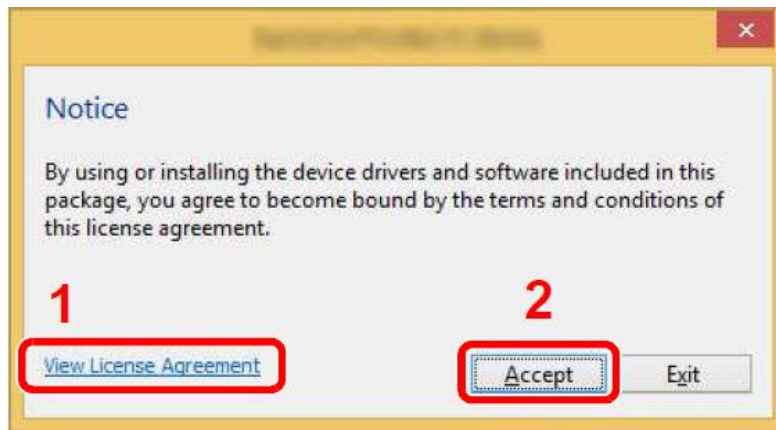 Notice
By using or installing the device drivers and software included in this
package, you agree to become bound by the terms and conditions of
this license agreement.
1
2
View License Agreement
Accept
Exit